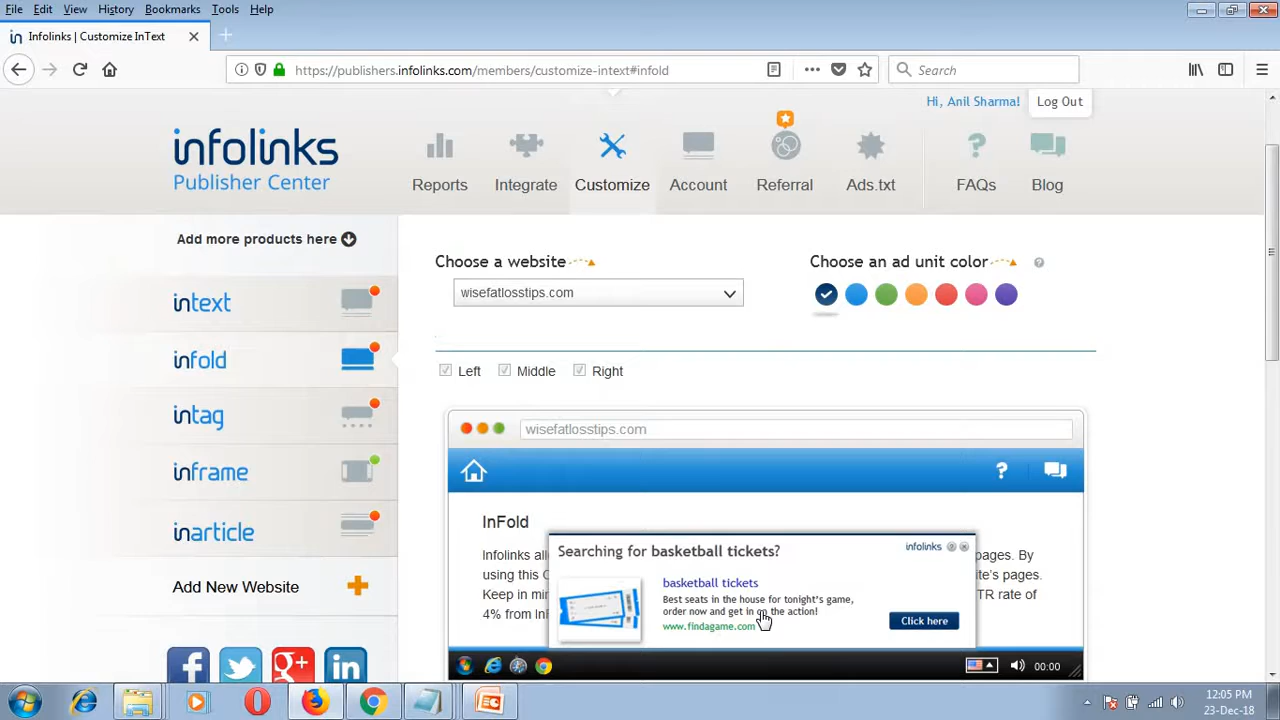 File Edit View History Bookmarks Tools Help
in Infolinks | Customize InText
https://publishers.infolinks.com/members/customize-intext#infold
Search
Hi, Anil Sharma! Log Out
infolinks
Publisher Center
Reports Integrate Customize Account Referral Ads.txt FAQs Blog
Add more products here
intext
infold
intag
inframe
inarticle
Add New Website
Choose a website
wisefatlosstips.com
Choose an ad unit color
Left Middle Right
wisefatlosstips.com
InFold
Infolinks all pages. By
using this C te's pages.
Keep in min TR rate of
4% from InF
Searching for basketball tickets?
infolinks
basketball tickets
Best seats in the house for tonight's game,
order now and get in on the action!
www.findagame.com
Click here
00:00
12:05 PM
23-Dec-18